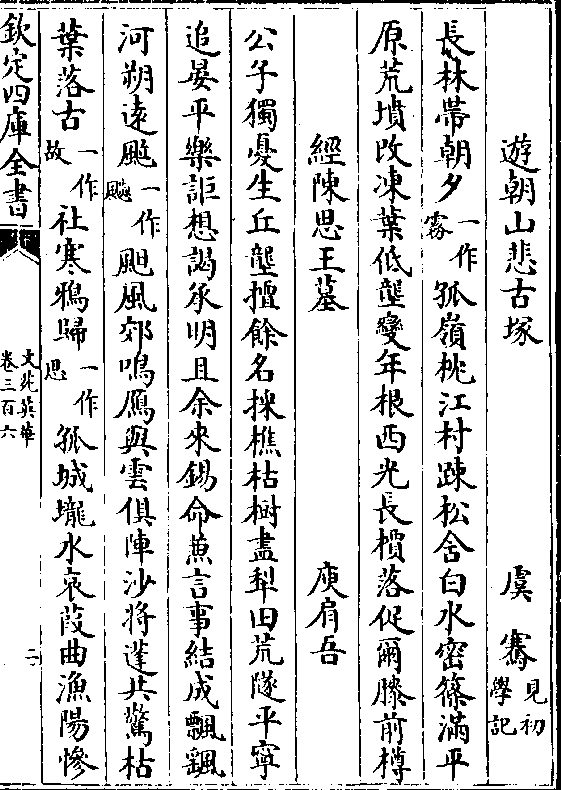 遊朝山悲古塚　虞騫見初學記
長林帶朝夕一作霧孤嶺枕江村疎松舍白水密篠滿平
原荒墳改凍葉低壟變年根西光長檟落促爾滕前樽
經陳思王墓　庾肩吾
公子獨憂生丘壟擅餘名採樵枯樹盡犁田荒隧平寧
追晏平樂詎想謁承明且余來錫命兼言事結成飄颻
河朔遠飈一作颷颸風郊鳴鴈與雲俱陣沙將蓬共驚枯
葉落古一作故社寒鴉歸一作思孤城壠水哀葭曲漁陽慘
欽定四庫全書　文苑英華卷三百六　二